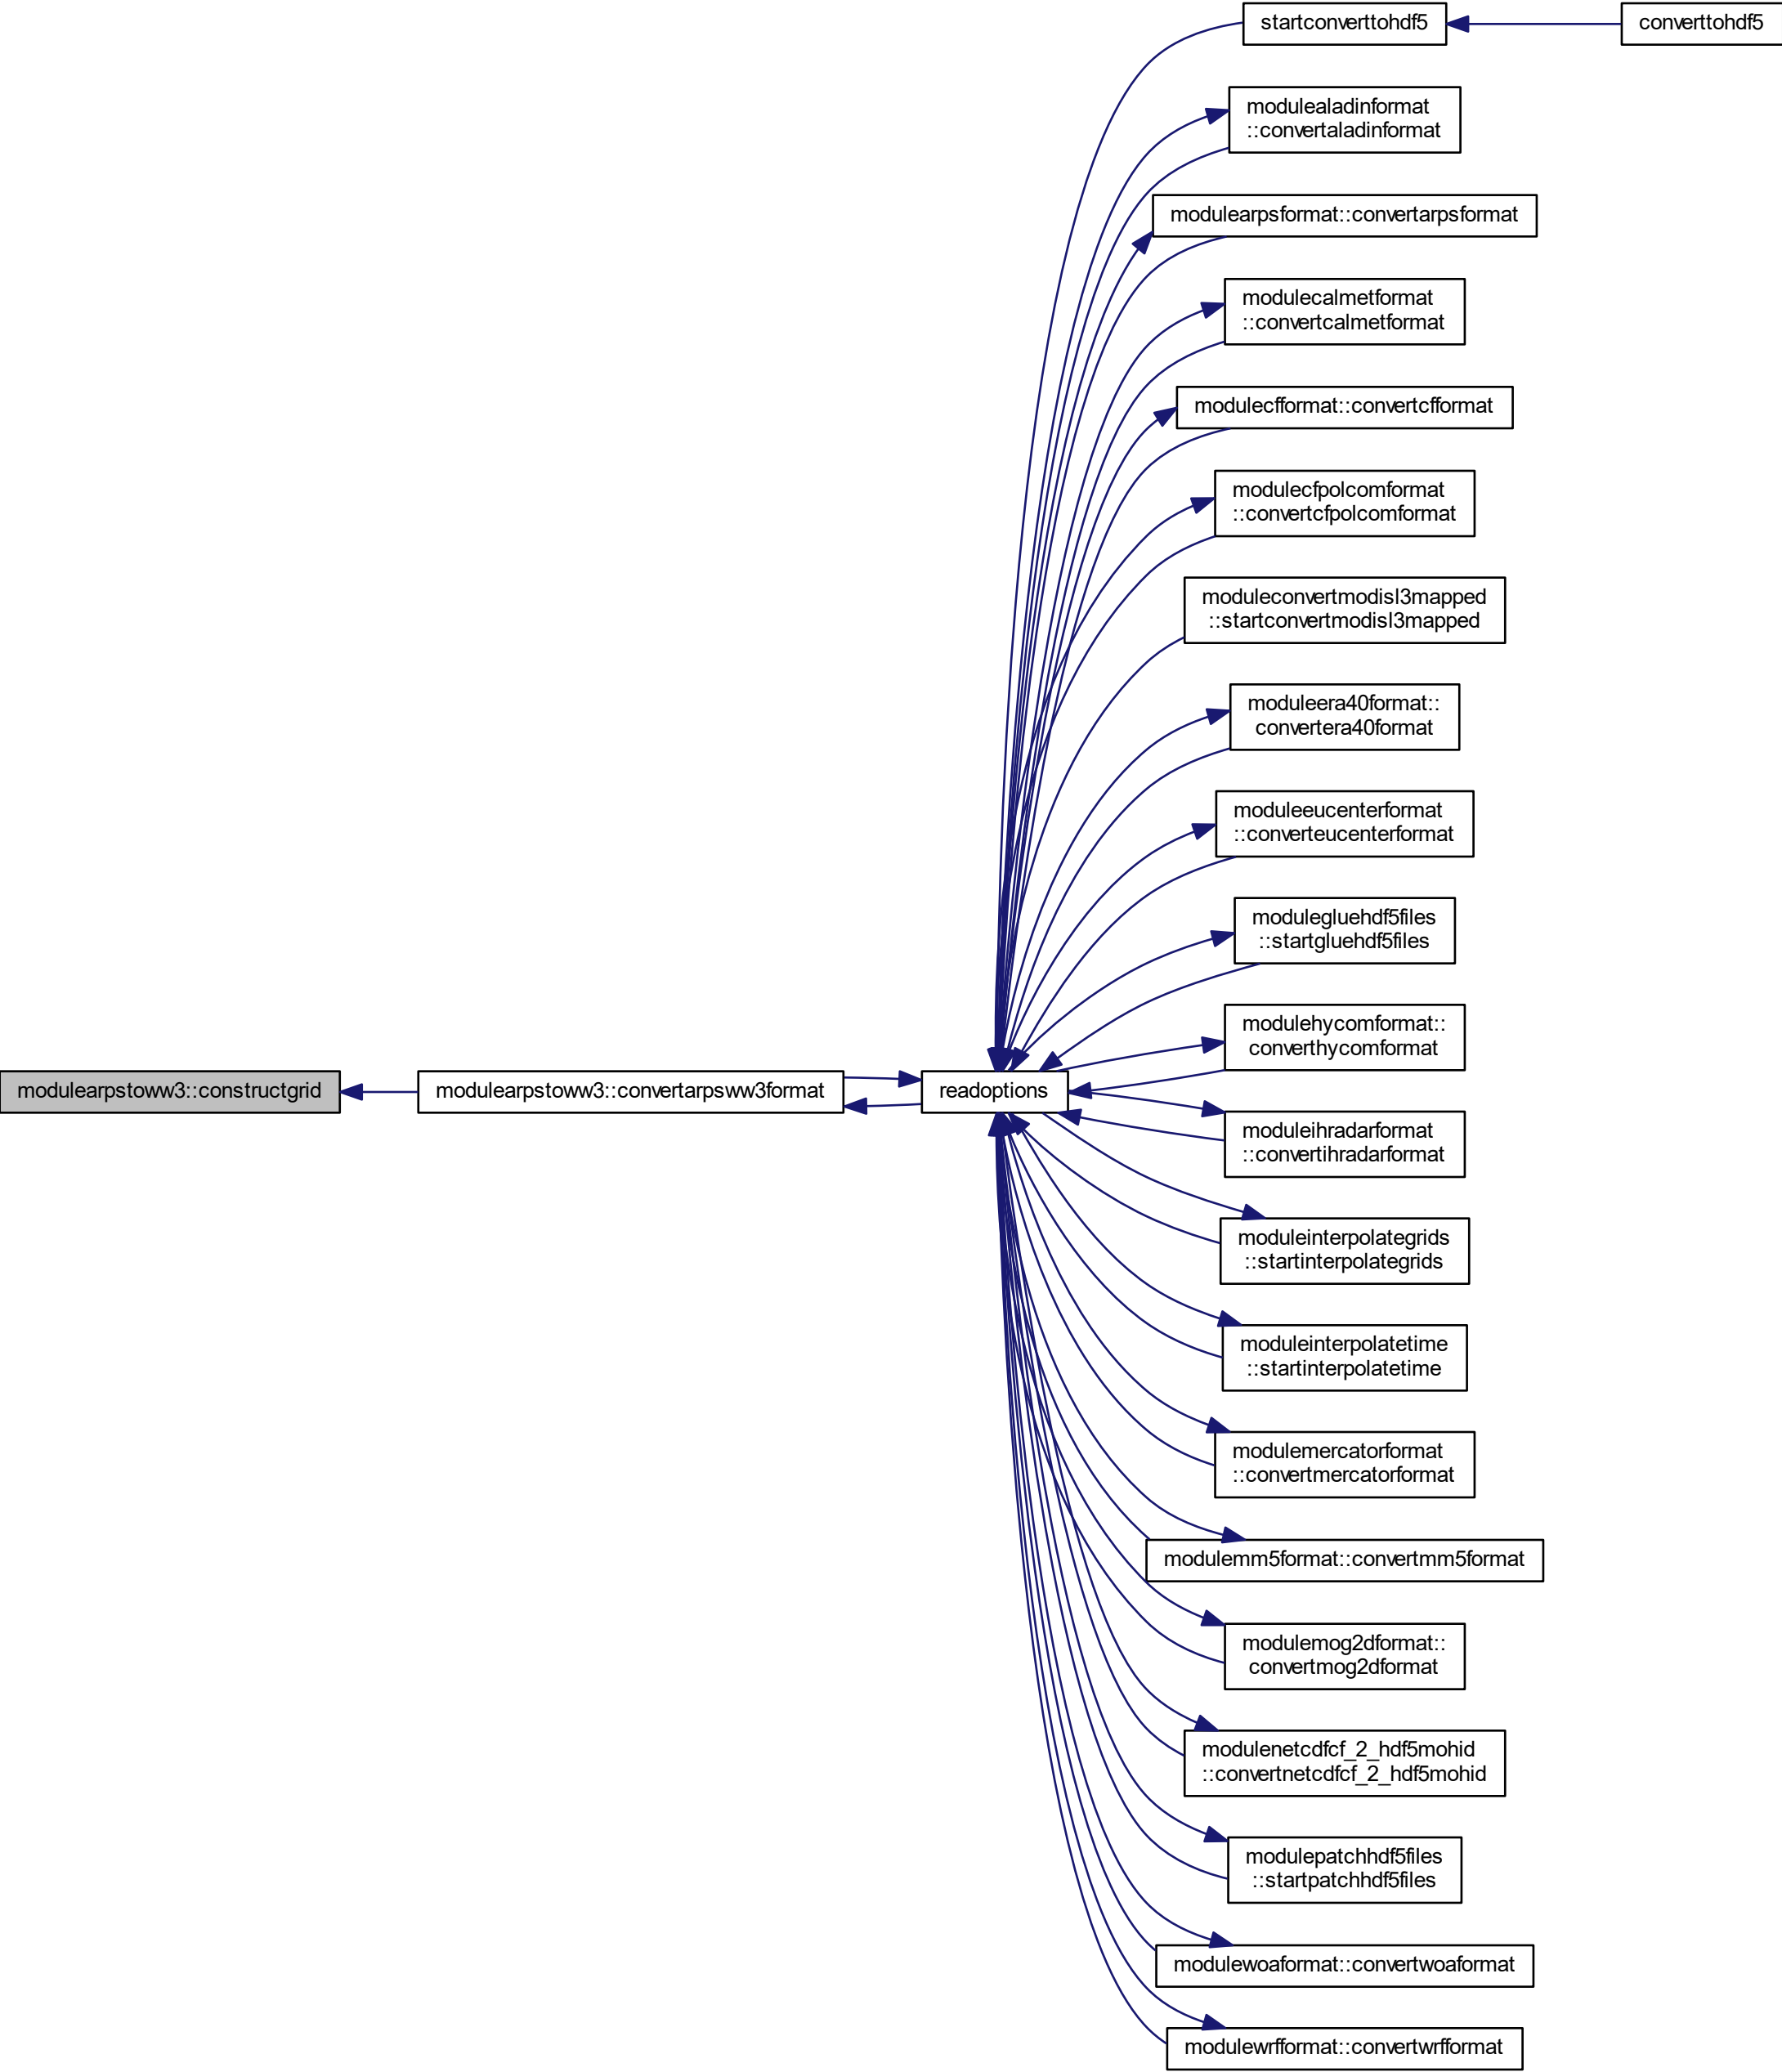 startconverttohdf5
converttohdf5
modulealadinformat
::convertaladinformat
modulearpsformat::convertarpsformat
modulecalmetformat
::convertcalmetformat
modulecfformat::convertcfformat
modulecfpolcomformat
::convertcfpolcomformat
moduleconvertmodisl3mapped
::startconvertmodisl3mapped
moduleera40format::
convertera40format
moduleeucenterformat
::converteucenterformat
modulegluehdf5files
::startgluehdf5files
modulehycomformat::
converthycomformat
modulearpstoww3::constructgrid
modulearpstoww3::convertarpsww3format
readoptions
moduleihradarformat
::convertihradarformat
moduleinterpolategrids
::startinterpolategrids
moduleinterpolatetime
::startinterpolatetime
modulemercatorformat
::convertmercatorformat
modulemm5format::convertmm5format
modulemog2dformat::
convertmog2dformat
modulenetcdfcf_2_hdf5mohid
::convertnetcdfcf_2_hdf5mohid
modulepatchhdf5files
::startpatchhdf5files
modulewoaformat::convertwoaformat
modulewrfformat::convertwrfformat